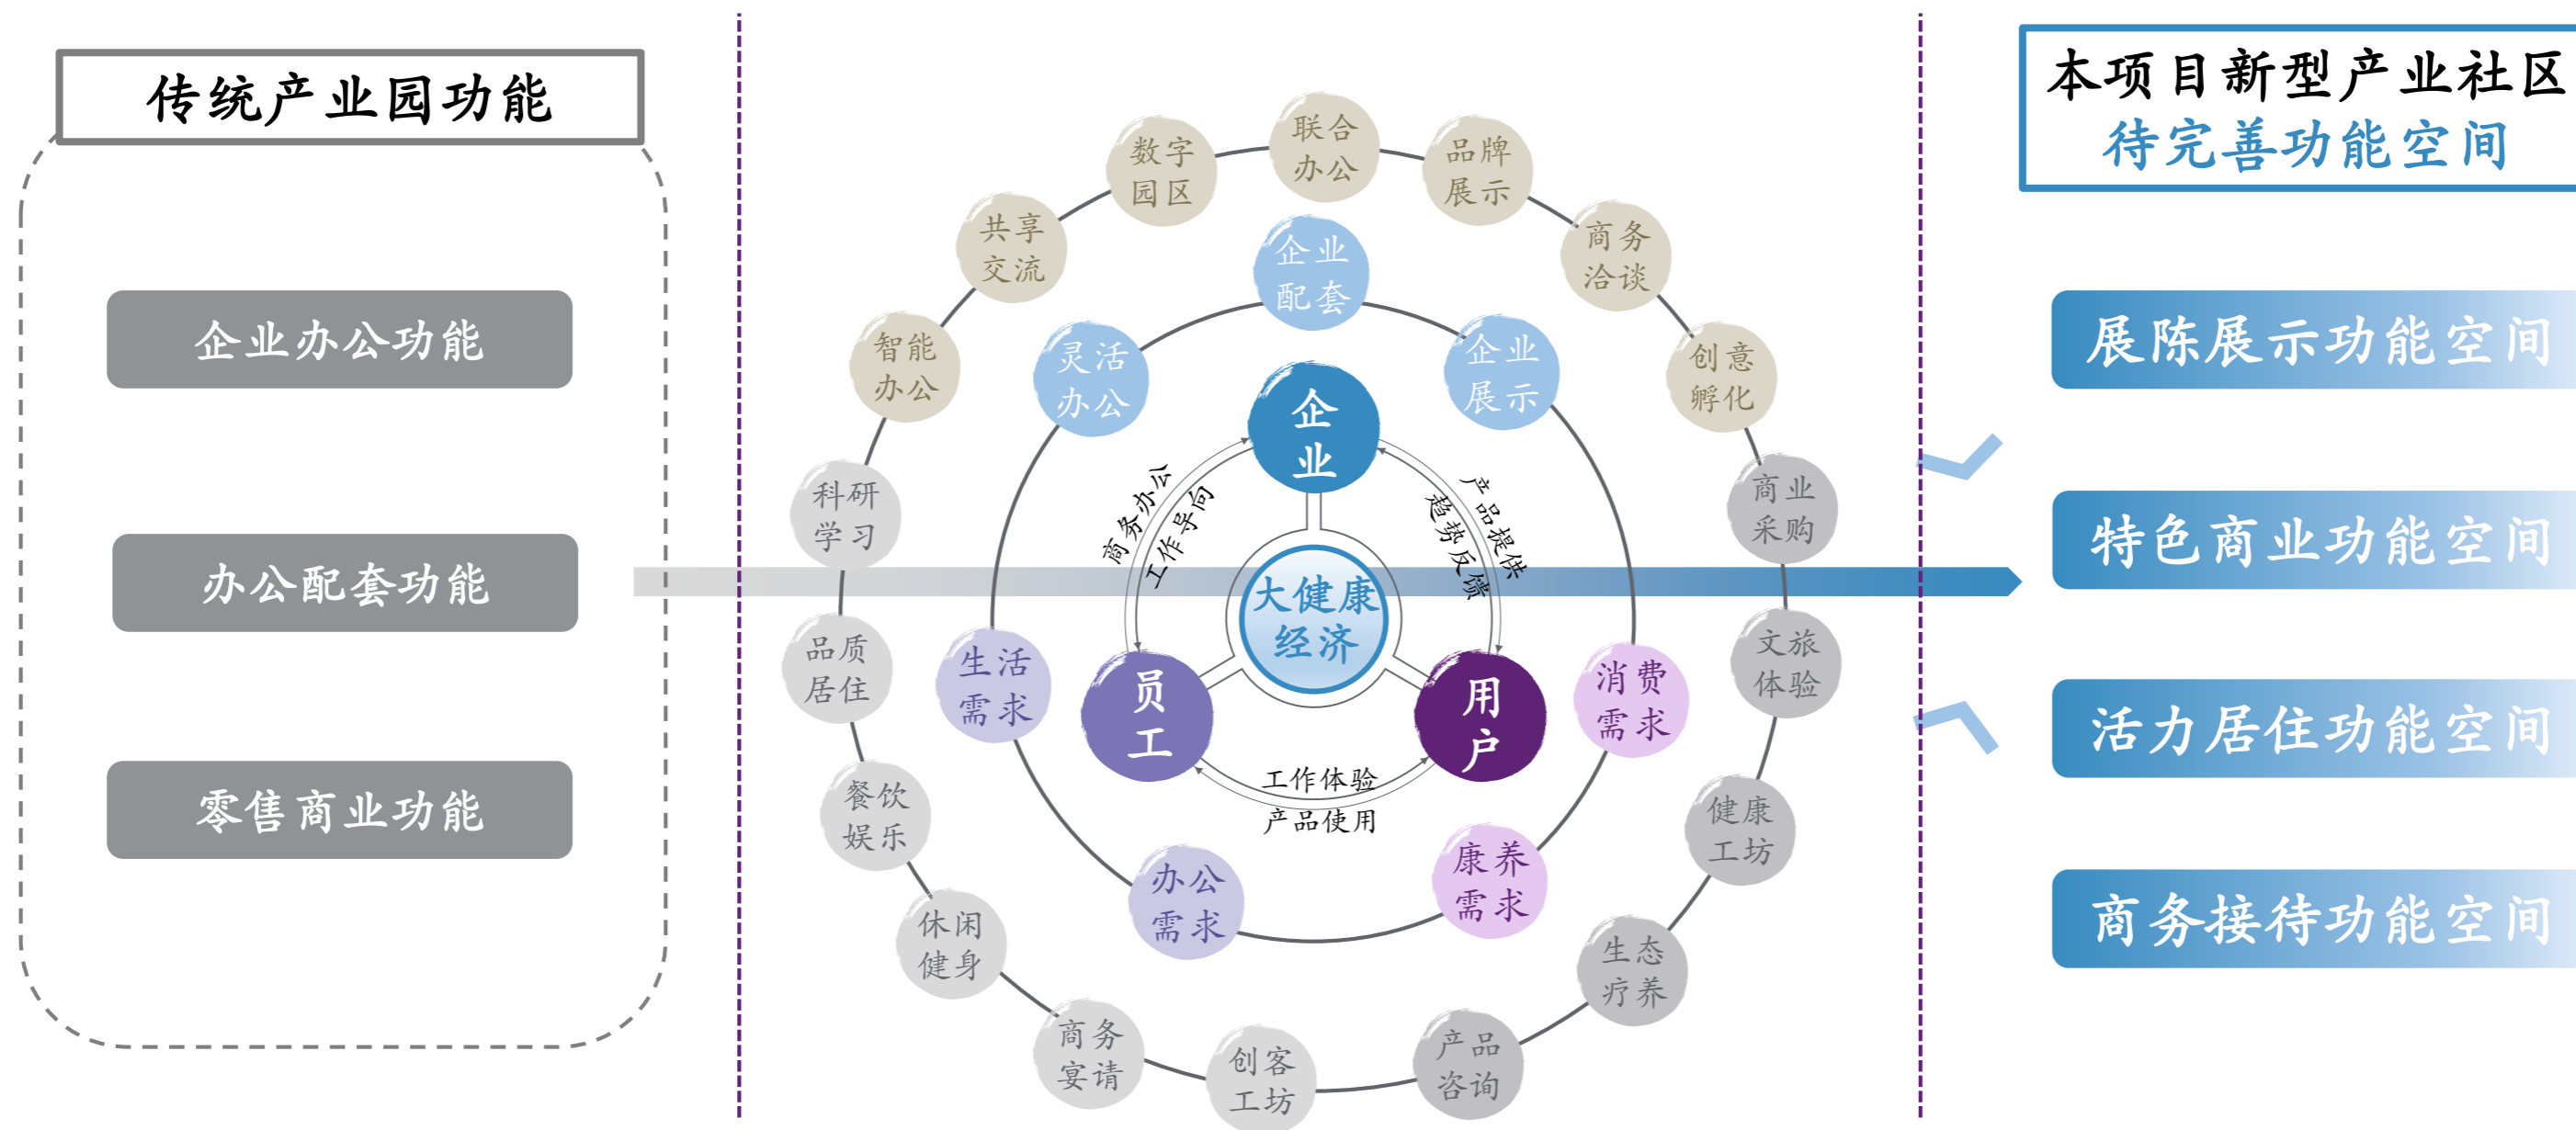 传统产业园功能
企业办公功能
办公配套功能
零售商业功能
联合
办公
品牌
展示
商务
洽谈
创意
孵化
商业
采购
文旅
体验
健康
工坊
生态
疗养
产品
咨询
创客
工坊
商务
宴请
休闲
健身
餐饮
娱乐
品质
居住
科研
学习
智能
办公
共享
交流
数字
园区
企业
配套
企业
展示
消费
需求
康养
需求
办公
需求
生活
需求
灵活
办公
企
业
商务办公
工作导向
产品提供
趋势反馈
大健康
经济
员
工
用
户
工作体验
产品使用
本项目新型产业社区
待完善功能空间
展陈展示功能空间
特色商业功能空间
活力居住功能空间
商务接待功能空间